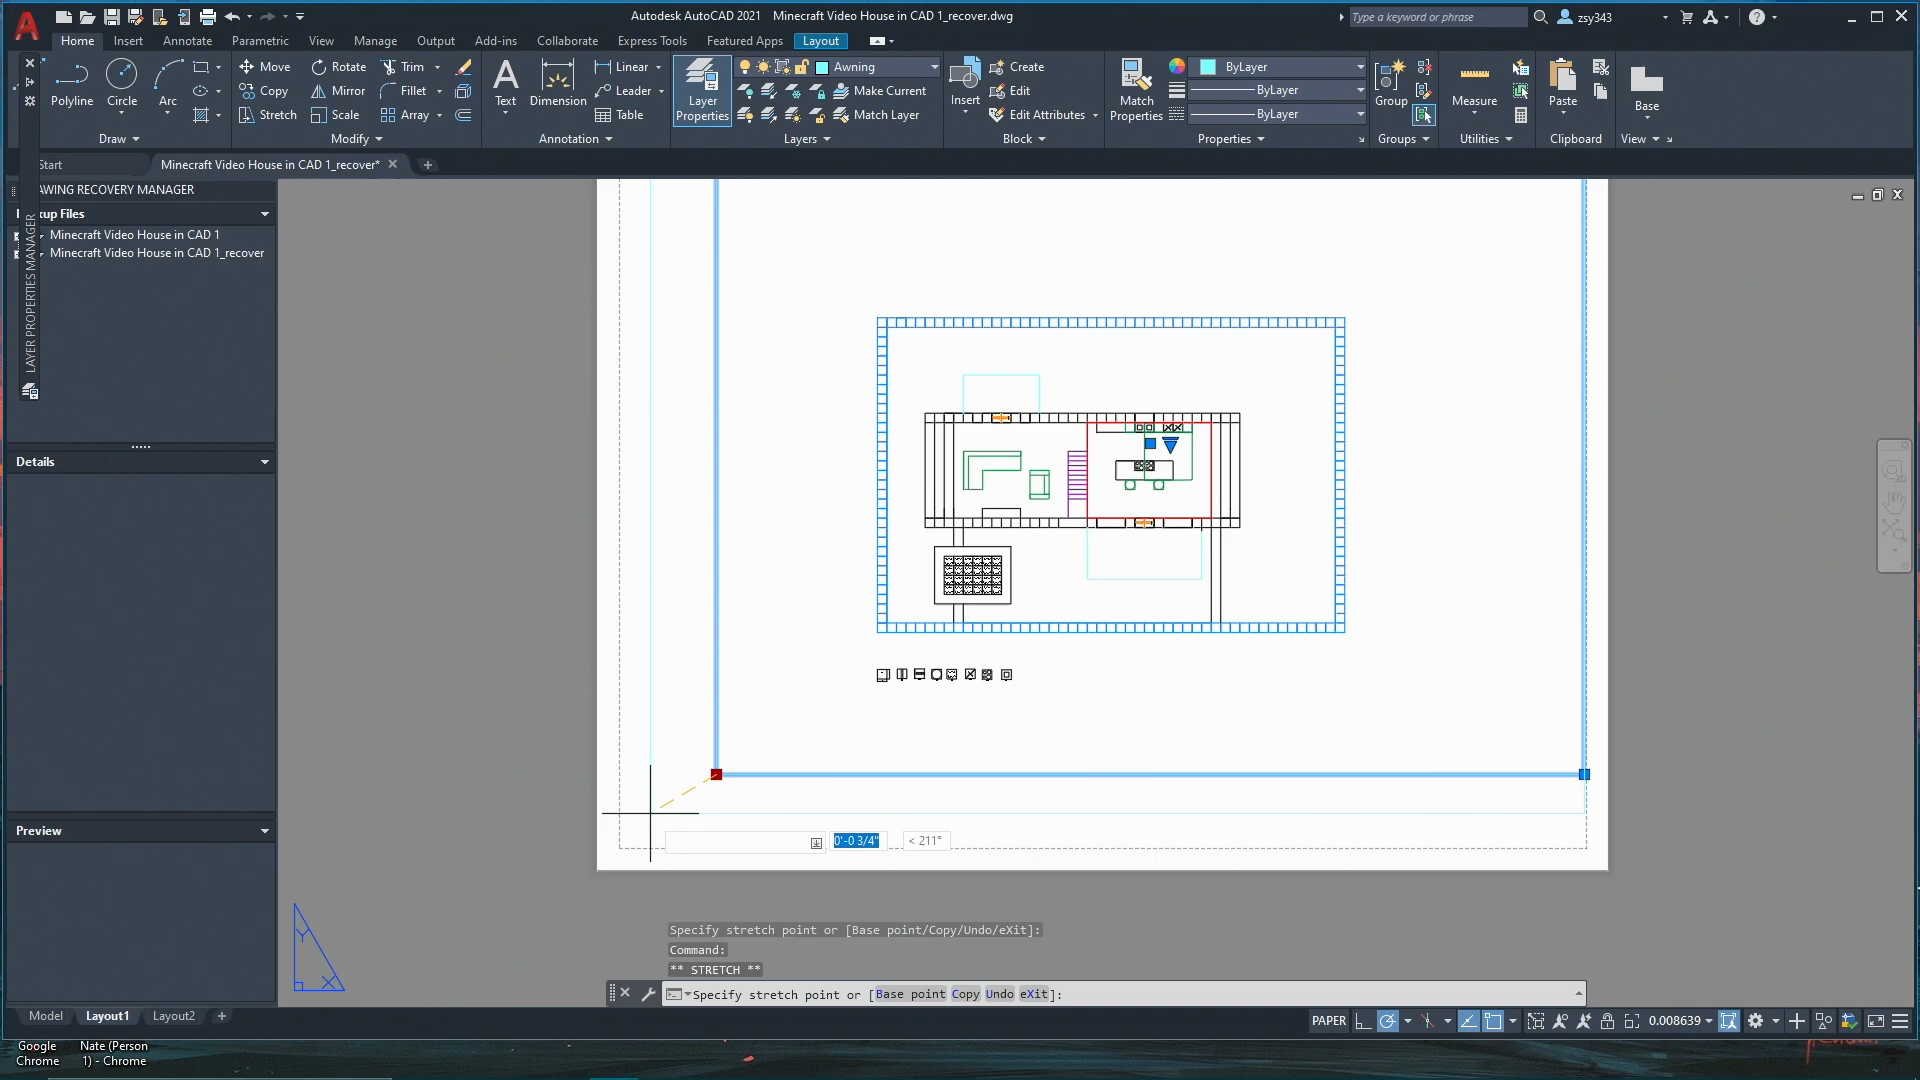 Autodesk AutoCAD 2021 Minecraft Video House in CAD 1_recover.dwg
Type a keyword or phrase
zsy343
Home Insert Annotate Parametric View Manage Output Add-ins Collaborate Express Tools Featured Apps Layout
Polyline
Circle
Arc
Draw
Move Rotate Trim
Copy Mirror Fillet
Stretch Scale Array
Modify
Text
Dimension
Linear
Leader
Table
Annotation
Layer Properties
Awning
Make Current
Match Layer
Layers
Insert
Create
Edit
Edit Attributes
Block
Match Properties
ByLayer
ByLayer
ByLayer
Properties
Group
Groups
Measure
Utilities
Paste
Clipboard
Base
View
Start
Minecraft Video House in CAD 1_recover*
AWING RECOVERY MANAGER
kup Files
Minecraft Video House in CAD 1
Minecraft Video House in CAD 1_recover
LAYER PROPERTIES MANAGER
Details
Preview
0'-0 3/4"
< 211°
Y
X
Specify stretch point or [Base point/Copy/Undo/eXit]:
Command:
** STRETCH **
Specify stretch point or [Base point Copy Undo eXit]:
Model Layout1 Layout2
PAPER
0.008639
Google Chrome
Nate (Person 1) - Chrome